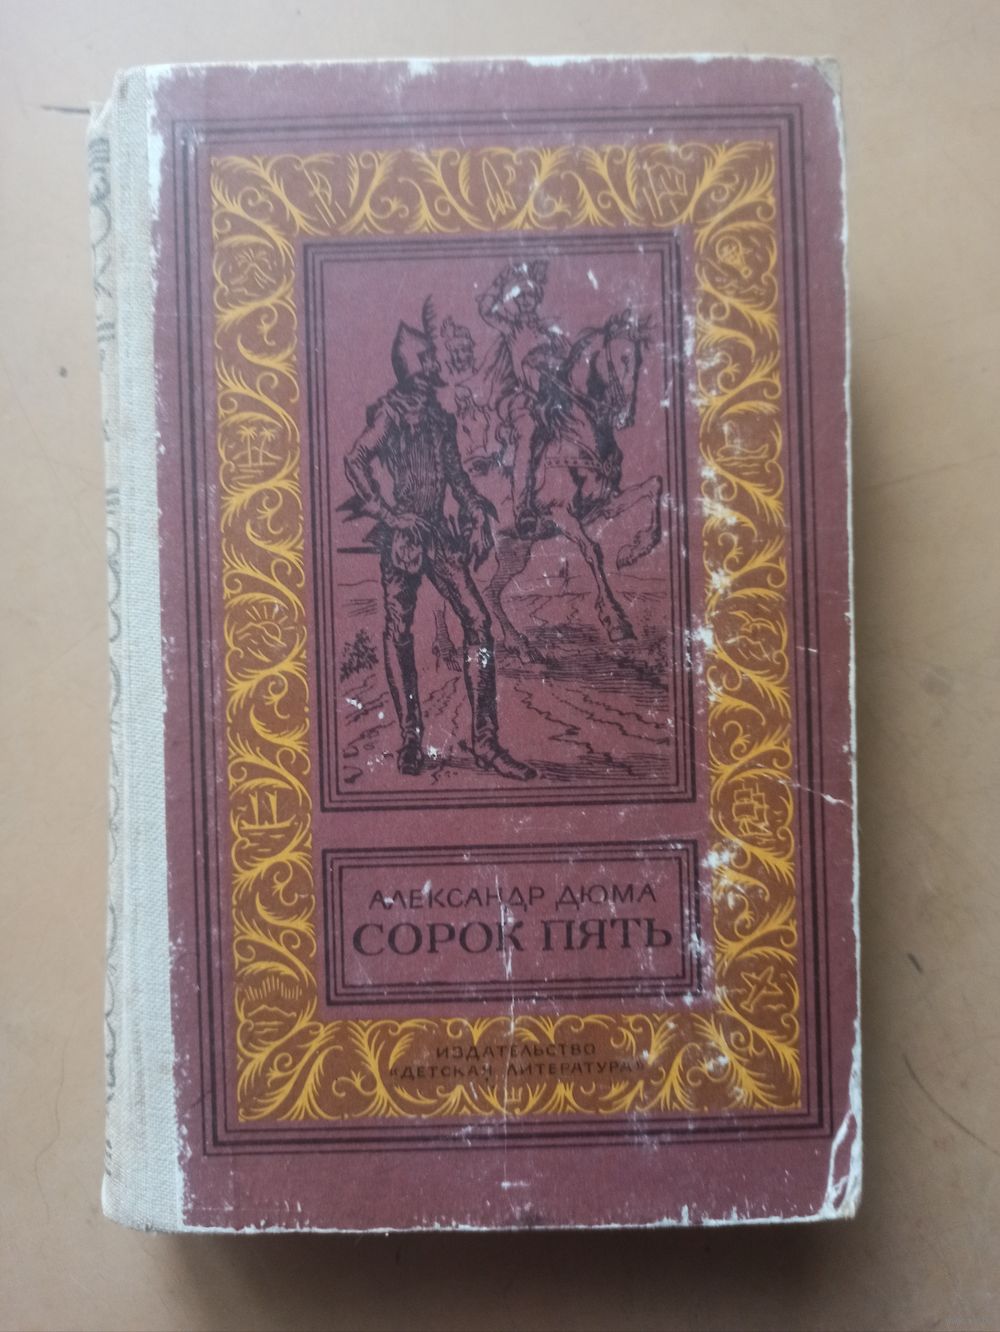 АЛЕКСАНДР ДЮМА
СОРОК ПЯТЬ
ИЗДАТЕЛЬСТВО
«ДЕТСКАЯ ЛИТЕРАТУРА»